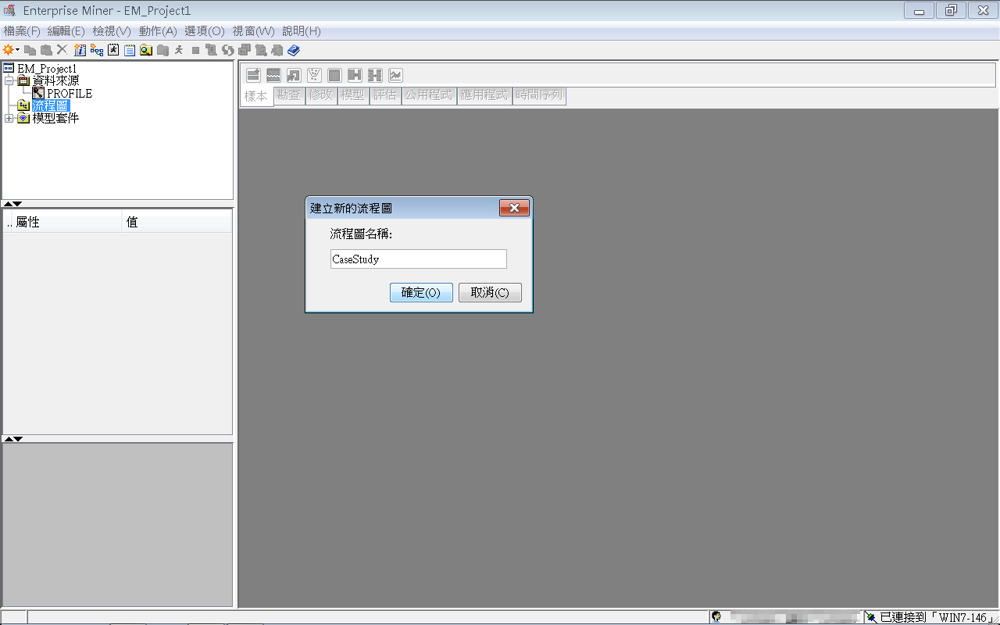 Enterprise Miner - EM_Project1
檔案(F) 編輯(E) 檢視(V) 動作(A) 選項(O) 視窗(W) 說明(H)
EM_Project1
資料來源
PROFILE
流程圖
模型套件
.. 屬性 值
樣本 勘查 修改 模型 評估 公用程式 應用程式 時間序列
建立新的流程圖
流程圖名稱:
CaseStudy
確定(O) 取消(C)
已連接到「WIN7-146」